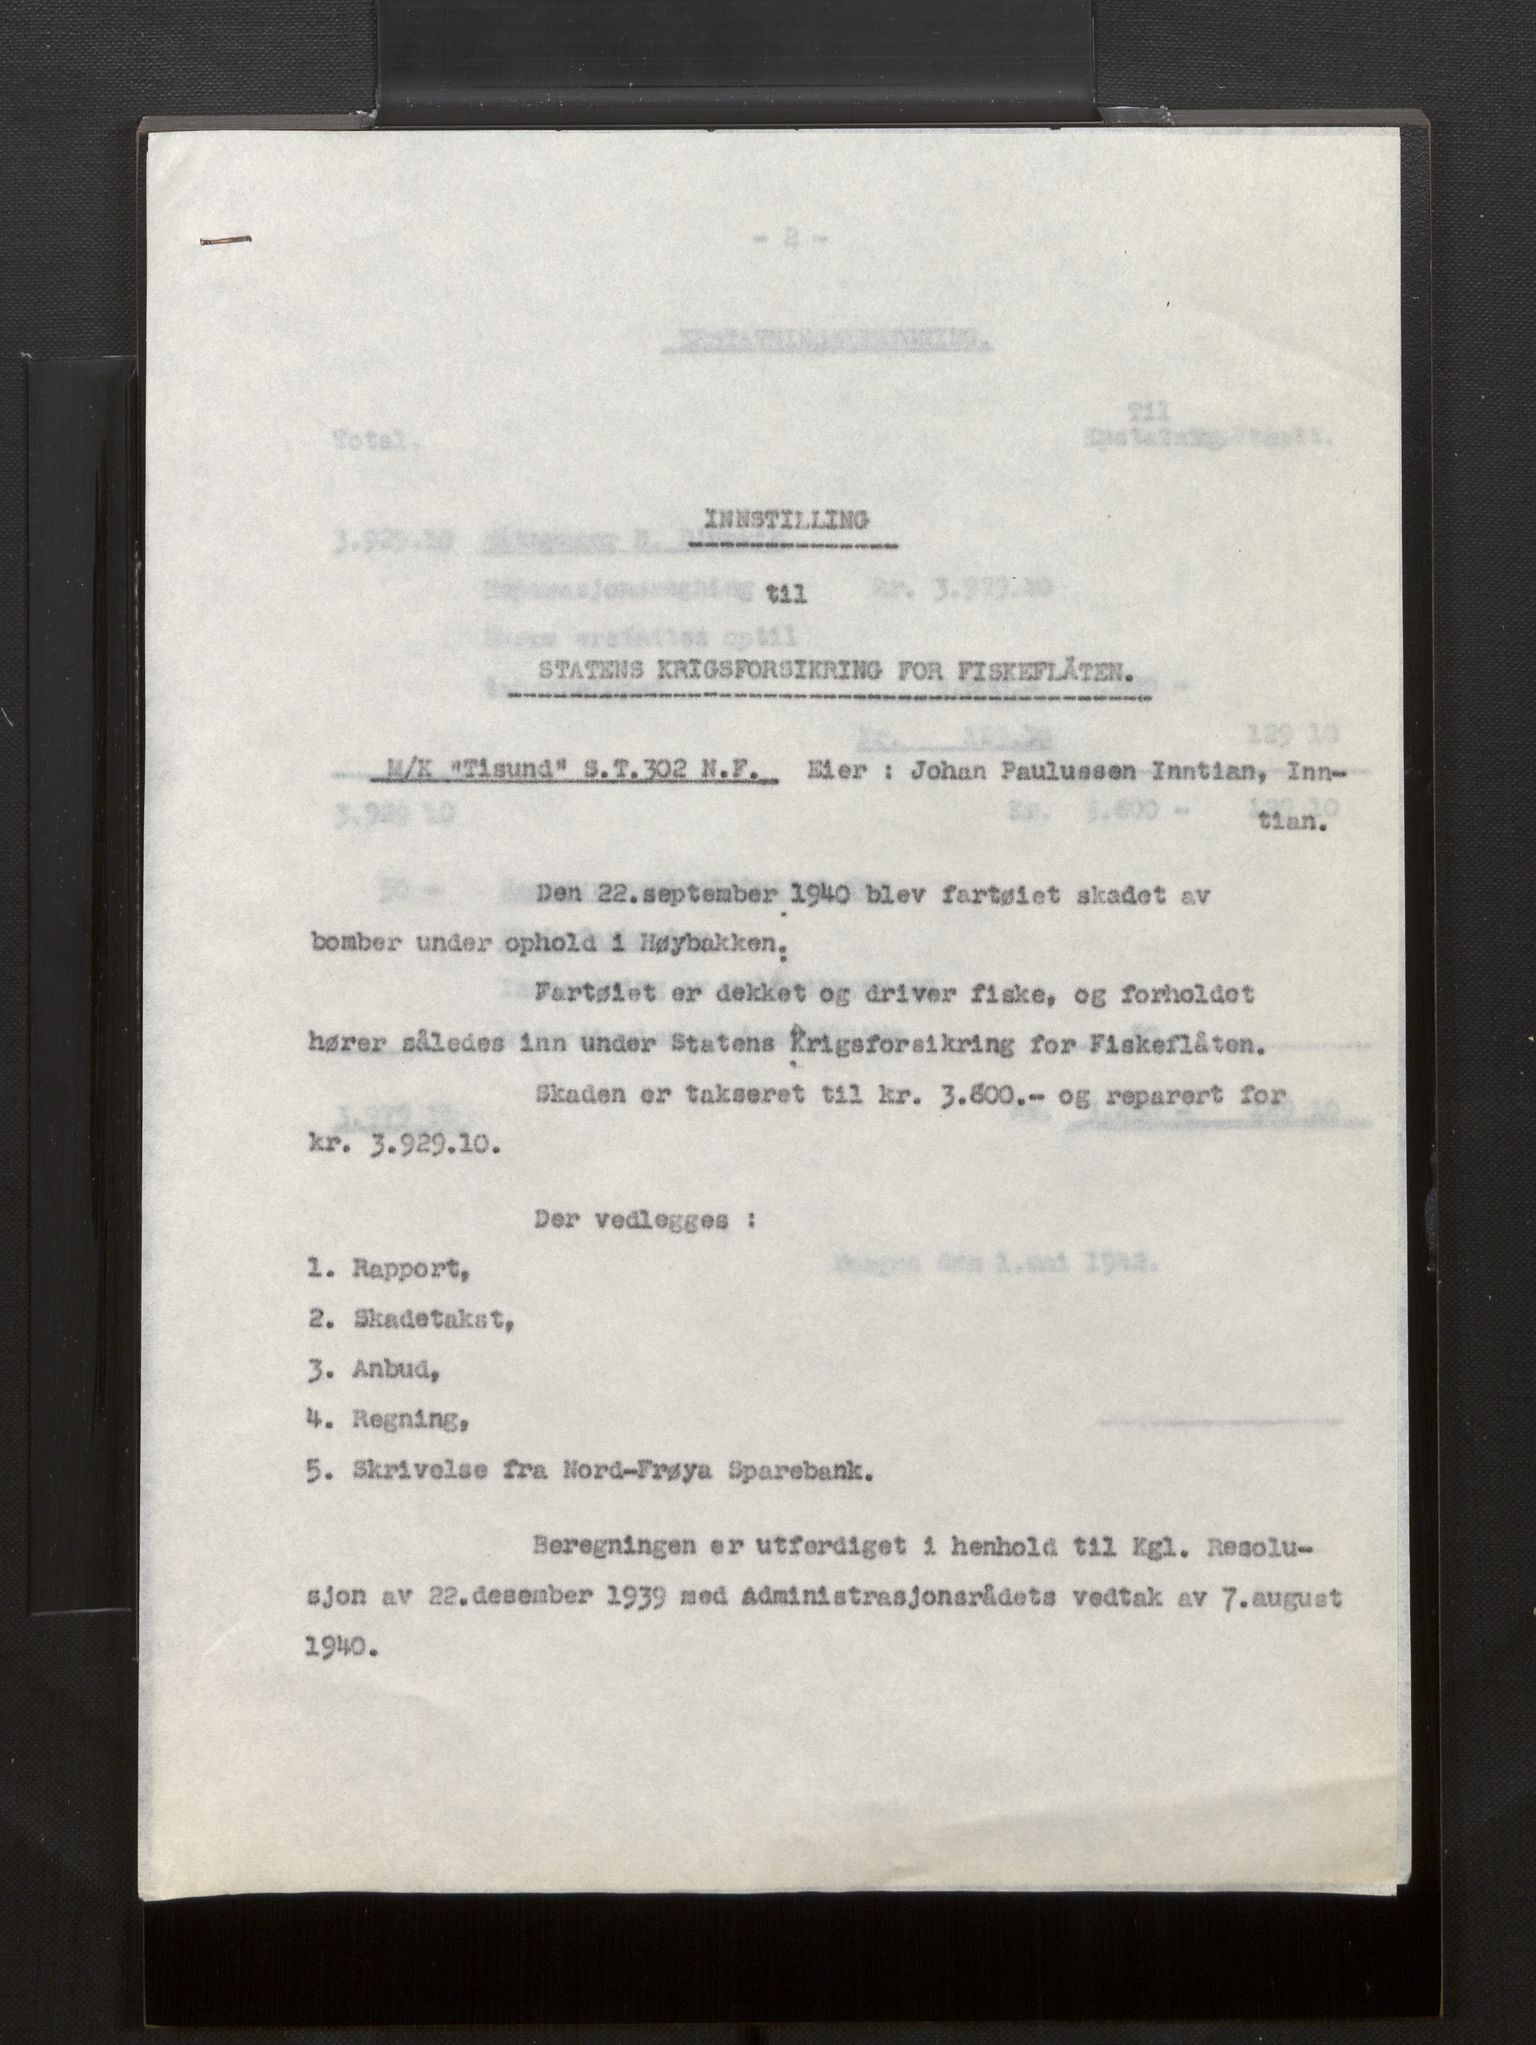 INNSTILLING
til
STATENS KRIGSFORSIKRING FOR FISKEFLÅTEN.
M/K "Tisund" S.T.302 N.F. Eier : Johan Paulussen Inntian, Inn-
tian.
Den 22.september 1940 blev fartøiet skadet av
bomber under ophold i Høybakken.
Fartøiet er dekket og driver fiske, og forholdet
hører således inn under Statens Krigsforsikring for Fiskeflåten.
Skaden er takseret til kr. 3.800.- og reparert for
kr. 3.929.10.
Der vedlegges :
1. Rapport,
2. Skadetakst,
3. Anbud,
4. Regning,
5. Skrivelse fra Nord-Frøya Sparebank.
Beregningen er utferdiget i henhold til Kgl. Resolu-
sjon av 22.desember 1939 med Administrasjonsrådets vedtak av 7.august
1940.